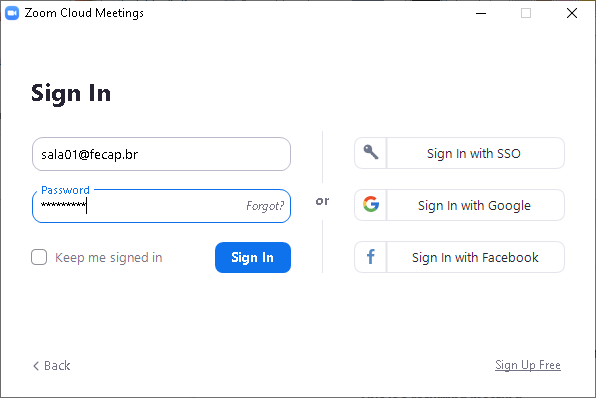 Zoom Cloud Meetings
Sign In
sala01@fecap.br
Password
*********
Forgot?
Keep me signed in
Sign In
or
Sign In with SSO
Sign In with Google
Sign In with Facebook
Back
Sign Up Free